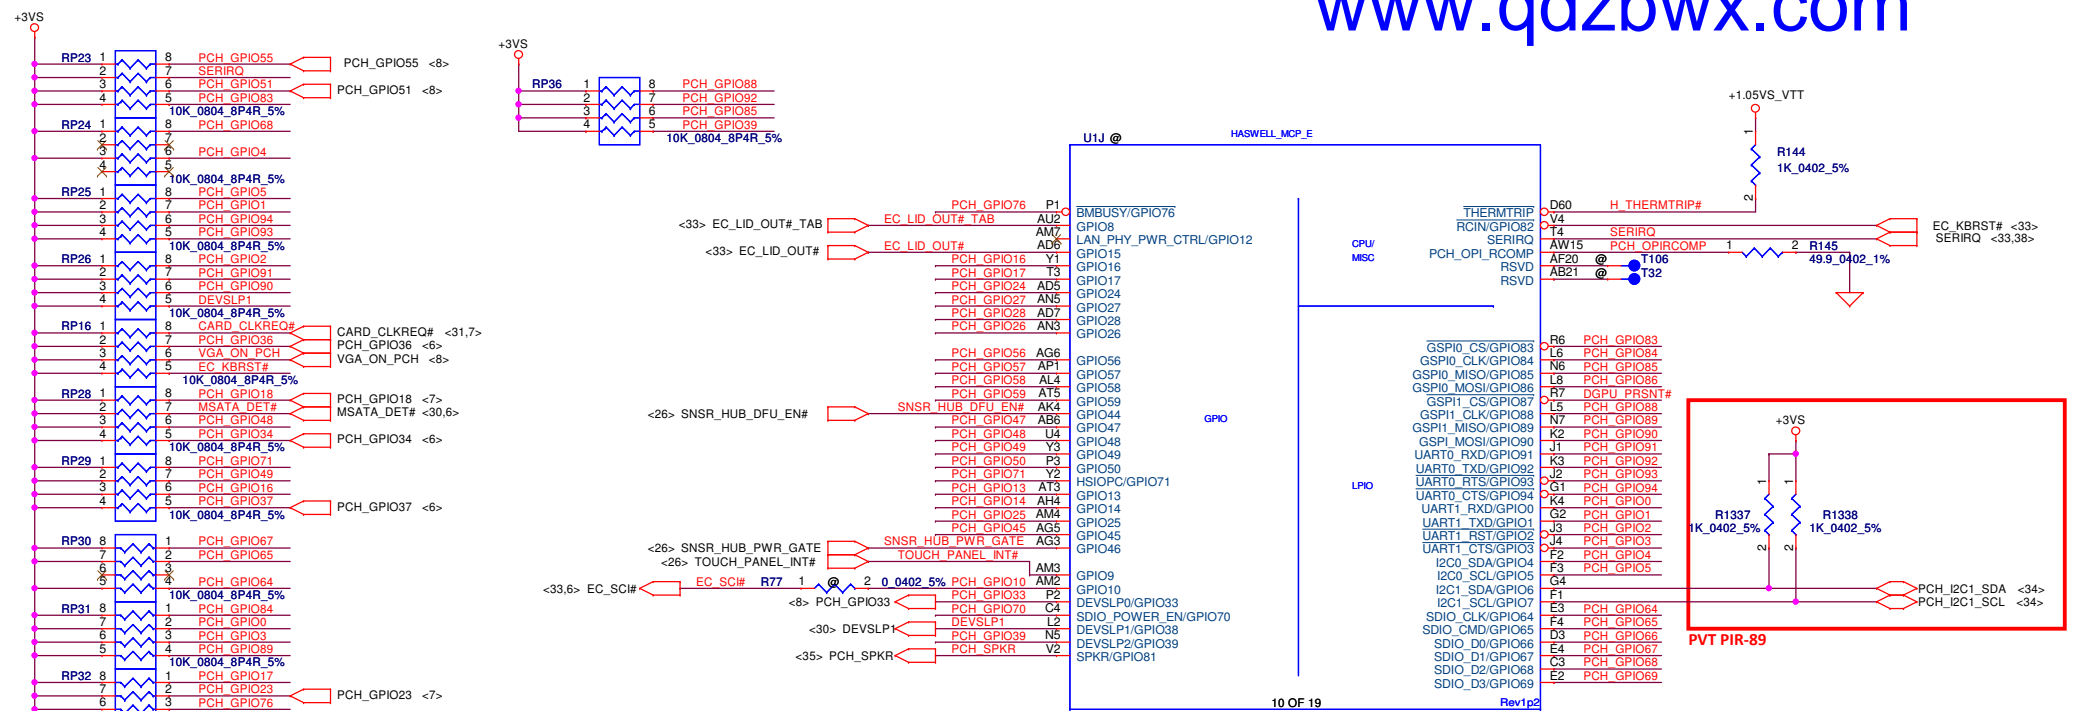 www.qdzbwx.com
+3VS
RP23 1 8 PCH_GPIO55 PCH_GPIO55 <8>
2 7 SERIRQ
3 6 PCH_GPIO51 PCH_GPIO51 <8>
4 5 PCH_GPIO83
10K_0804_8P4R_5%
RP24 1 8 PCH_GPIO68
2 7
3 6 PCH_GPIO4
4 5
10K_0804_8P4R_5%
RP25 1 8 PCH_GPIO5
2 7 PCH_GPIO1
3 6 PCH_GPIO94
4 5 PCH_GPIO93
10K_0804_8P4R_5%
RP26 1 8 PCH_GPIO2
2 7 PCH_GPIO91
3 6 PCH_GPIO90
4 5 DEVSLP1
10K_0804_8P4R_5%
RP16 1 8 CARD_CLKREQ# CARD_CLKREQ# <31,7>
2 7 PCH_GPIO36 PCH_GPIO36 <6>
3 6 VGA_ON_PCH VGA_ON_PCH <8>
4 5 EC_KBRST#
10K_0804_8P4R_5%
RP28 1 8 PCH_GPIO18 PCH_GPIO18 <7>
2 7 MSATA_DET# MSATA_DET# <30,6>
3 6 PCH_GPIO48
4 5 PCH_GPIO34 PCH_GPIO34 <6>
10K_0804_8P4R_5%
RP29 1 8 PCH_GPIO71
2 7 PCH_GPIO49
3 6 PCH_GPIO16
4 5 PCH_GPIO37 PCH_GPIO37 <6>
10K_0804_8P4R_5%
RP30 8 1 PCH_GPIO67
7 2 PCH_GPIO65
6 3
5 4 PCH_GPIO64
10K_0804_8P4R_5%
RP31 8 1 PCH_GPIO84
7 2 PCH_GPIO0
6 3 PCH_GPIO3
5 4 PCH_GPIO89
10K_0804_8P4R_5%
RP32 8 1 PCH_GPIO17
7 2 PCH_GPIO23 PCH_GPIO23 <7>
6 3 PCH_GPIO76
+3VS
RP36 1 8 PCH_GPIO88
2 7 PCH_GPIO92
3 6 PCH_GPIO85
4 5 PCH_GPIO39
10K_0804_8P4R_5%
U1J @
HASWELL_MCP_E
PCH_GPIO76 P1 BMBUSY/GPIO76
<33> EC_LID_OUT#_TAB EC_LID_OUT#_TAB AU2 GPIO8
AM7 LAN_PHY_PWR_CTRL/GPIO12
<33> EC_LID_OUT# EC_LID_OUT# AD6 GPIO15
PCH_GPIO16 Y1 GPIO16
PCH_GPIO17 T3 GPIO17
PCH_GPIO24 AD5 GPIO24
PCH_GPIO27 AN5 GPIO27
PCH_GPIO28 AD7 GPIO28
PCH_GPIO26 AN3 GPIO26
PCH_GPIO56 AG6 GPIO56
PCH_GPIO57 AP1 GPIO57
PCH_GPIO58 AL4 GPIO58
PCH_GPIO59 AT5 GPIO59
<26> SNSR_HUB_DFU_EN# SNSR_HUB_DFU_EN# AK4 GPIO44
PCH_GPIO47 AB6 GPIO47
PCH_GPIO48 U4 GPIO48
PCH_GPIO49 Y3 GPIO49
PCH_GPIO50 P3 GPIO50
PCH_GPIO71 Y2 HSIOPC/GPIO71
PCH_GPIO13 AT3 GPIO13
PCH_GPIO14 AH4 GPIO14
PCH_GPIO25 AM4 GPIO25
PCH_GPIO45 AG5 GPIO45
<26> SNSR_HUB_PWR_GATE SNSR_HUB_PWR_GATE AG3 GPIO46
<26> TOUCH_PANEL_INT# TOUCH_PANEL_INT# AM3 GPIO9
<33,6> EC_SCI# EC_SCI# R77 1 @ 2 0_0402_5% PCH_GPIO10 AM2 GPIO10
<8> PCH_GPIO33 PCH_GPIO33 P2 DEVSLP0/GPIO33
PCH_GPIO70 C4 SDIO_POWER_EN/GPIO70
<30> DEVSLP1 DEVSLP1 L2 DEVSLP1/GPIO38
PCH_GPIO39 N5 DEVSLP2/GPIO39
<35> PCH_SPKR PCH_SPKR V2 SPKR/GPIO81
GPIO
CPU/
MISC
LPIO
10 OF 19
Rev1p2
+1.05VS_VTT
1
R144
1K_0402_5%
2
THERMTRIP D60 H_THERMTRIP#
RCIN/GPIO82 V4 EC_KBRST# <33>
SERIRQ T4 SERIRQ SERIRQ <33,38>
PCH_OPI_RCOMP AW15 PCH_OPIRCOMP 1 2 R145
49.9_0402_1%
RSVD AF20 @ T106
RSVD AB21 @ T32
GSPI0_CS/GPIO83 R6 PCH_GPIO83
GSPI0_CLK/GPIO84 L6 PCH_GPIO84
GSPI0_MISO/GPIO85 N6 PCH_GPIO85
GSPI0_MOSI/GPIO86 L8 PCH_GPIO86
GSPI1_CS/GPIO87 R7 DGPU_PRSNT#
GSPI1_CLK/GPIO88 L5 PCH_GPIO88
GSPI1_MISO/GPIO89 N7 PCH_GPIO89
GSPI_MOSI/GPIO90 K2 PCH_GPIO90
UART0_RXD/GPIO91 J1 PCH_GPIO91
UART0_TXD/GPIO92 K3 PCH_GPIO92
UART0_RTS/GPIO93 J2 PCH_GPIO93
UART0_CTS/GPIO94 G1 PCH_GPIO94
UART1_RXD/GPIO0 K4 PCH_GPIO0
UART1_TXD/GPIO1 G2 PCH_GPIO1
UART1_RST/GPIO2 J3 PCH_GPIO2
UART1_CTS/GPIO3 J4 PCH_GPIO3
I2C0_SDA/GPIO4 F2 PCH_GPIO4
I2C0_SCL/GPIO5 F3 PCH_GPIO5
I2C1_SDA/GPIO6 G4 PCH_I2C1_SDA <34>
I2C1_SCL/GPIO7 F1 PCH_I2C1_SCL <34>
SDIO_CLK/GPIO64 E3 PCH_GPIO64
SDIO_CMD/GPIO65 F4 PCH_GPIO65
SDIO_D0/GPIO66 D3 PCH_GPIO66
SDIO_D1/GPIO67 E4 PCH_GPIO67
SDIO_D2/GPIO68 C3 PCH_GPIO68
SDIO_D3/GPIO69 E2 PCH_GPIO69
+3VS
1 1
R1337 R1338
1K_0402_5% 1K_0402_5%
2 2
PVT PIR-89